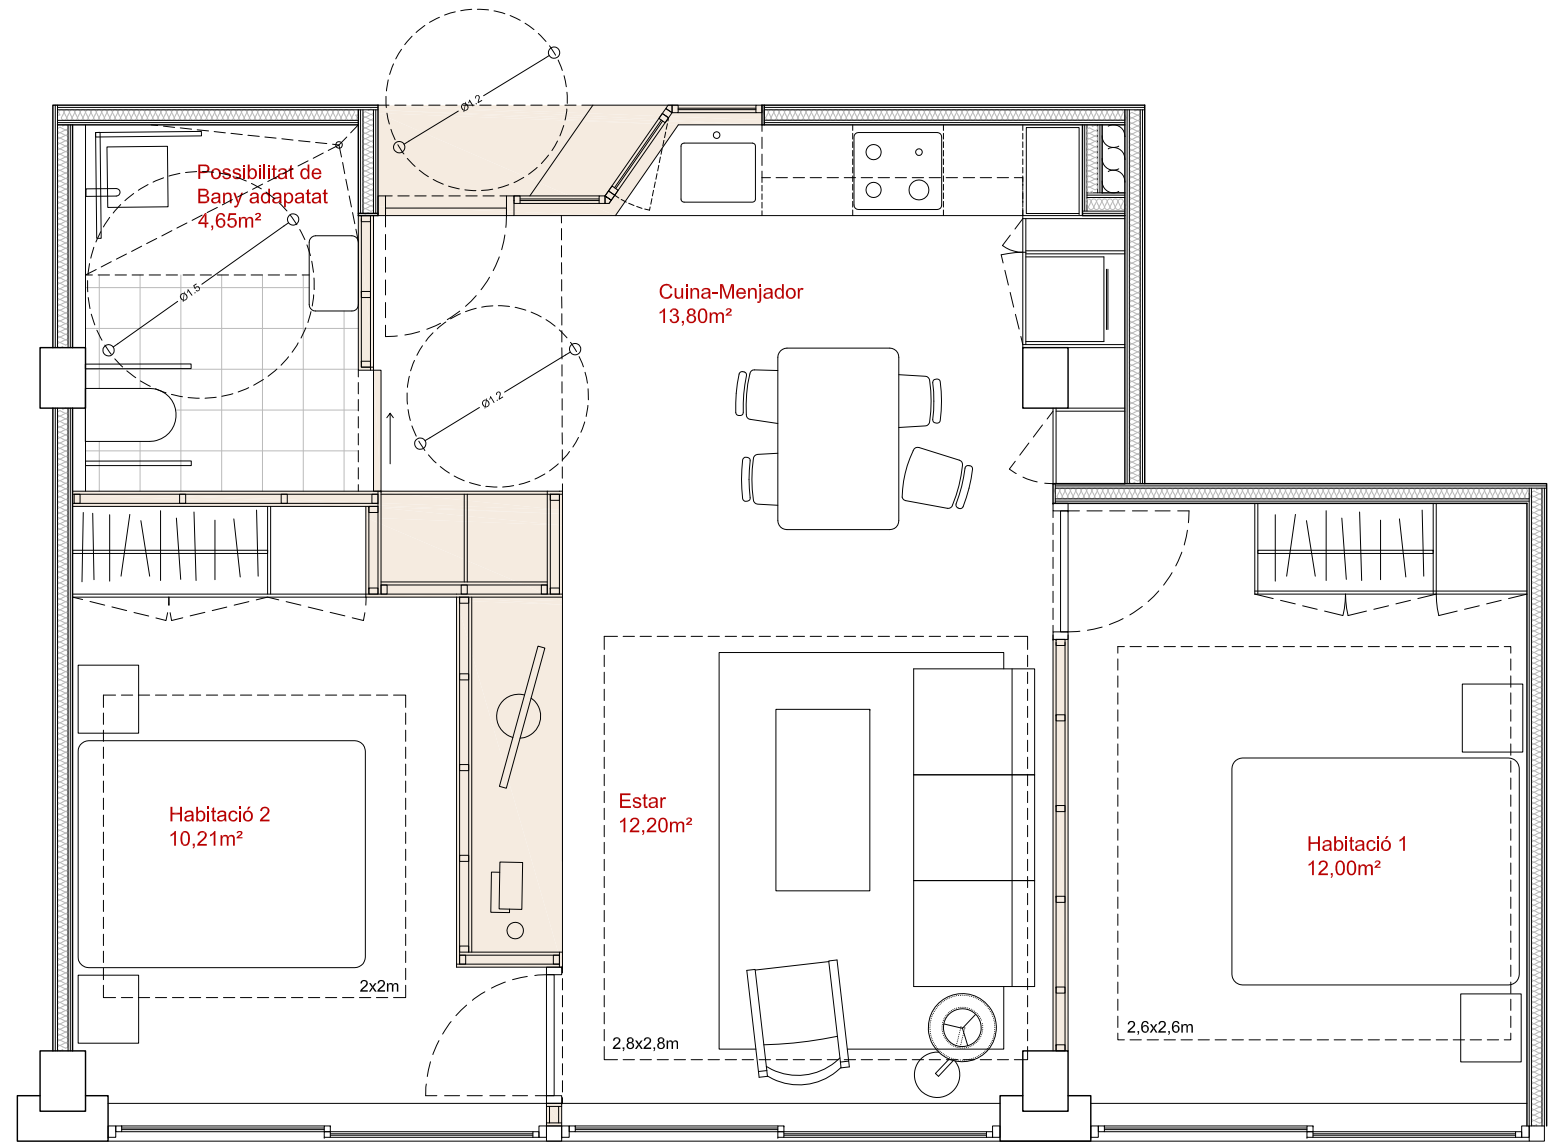 Ø1.2
Possibilitat de
Bany adapatat
4,65m²
Ø1.5
Cuina-Menjador
13,80m²
Ø1.2
Habitació 2
10,21m²
2x2m
Estar
12,20m²
2,8x2,8m
Habitació 1
12,00m²
2,6x2,6m